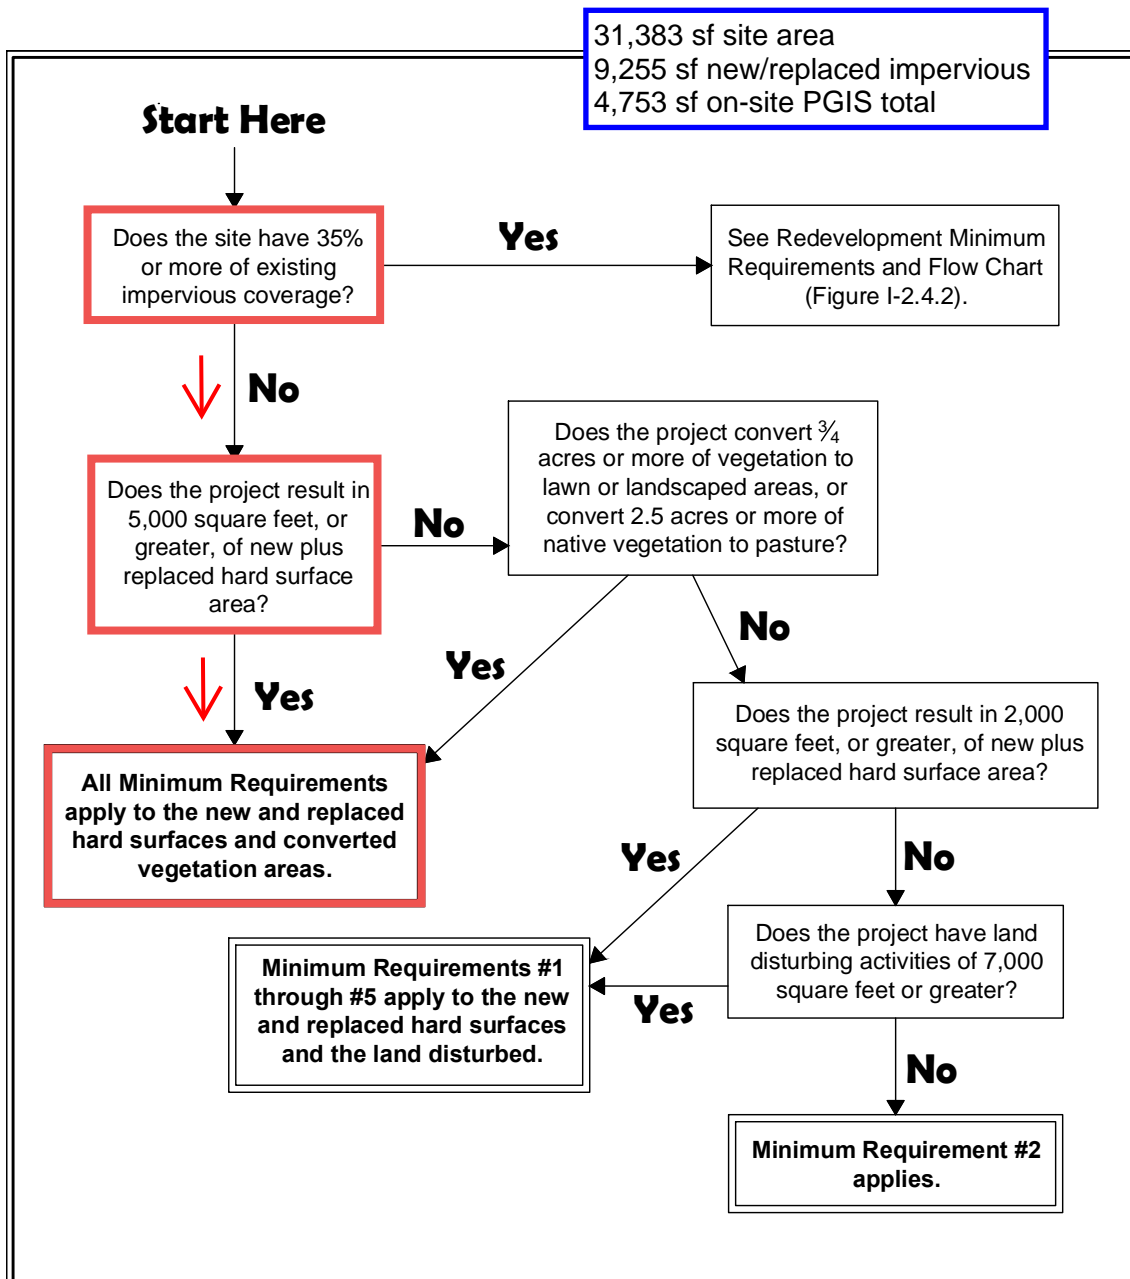 31,383 sf site area
9,255 sf new/replaced impervious
4,753 sf on-site PGIS total
Start Here
Does the site have 35%
or more of existing
impervious coverage?
Yes
See Redevelopment Minimum
Requirements and Flow Chart
(Figure I-2.4.2).
No
Does the project result in
5,000 square feet, or
greater, of new plus
replaced hard surface
area?
No
Does the project convert ¾
acres or more of vegetation to
lawn or landscaped areas, or
convert 2.5 acres or more of
native vegetation to pasture?
Yes
Yes
No
All Minimum Requirements
apply to the new and replaced
hard surfaces and converted
vegetation areas.
Does the project result in 2,000
square feet, or greater, of new plus
replaced hard surface area?
Yes
No
Minimum Requirements #1
through #5 apply to the new
and replaced hard surfaces
and the land disturbed.
Yes
Does the project have land
disturbing activities of 7,000
square feet or greater?
No
Minimum Requirement #2
applies.